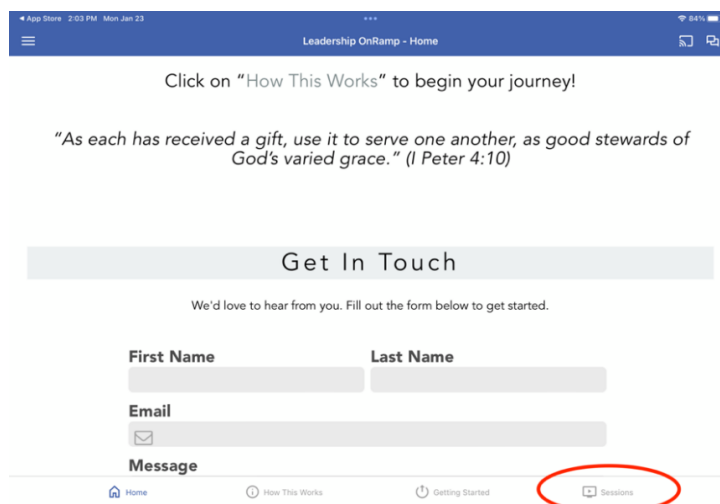 App Store 2:03 PM Mon Jan 23 64%
Leadership OnRamp - Home
Click on “How This Works” to begin your journey!
“As each has received a gift, use it to serve one another, as good stewards of
God’s varied grace.” (I Peter 4:10)
Get In Touch
We'd love to hear from you. Fill out the form below to get started.
First Name Last Name
Email
Message
Home How This Works Getting Started Sessions